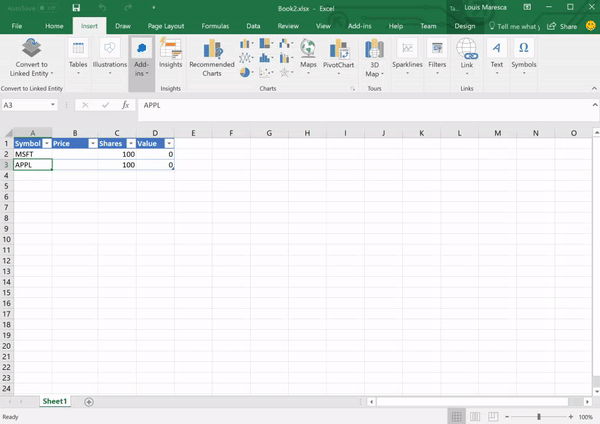 AutoSave Book2.xlsx - Excel Ta... Louis Maresca
File Home Insert Draw Page Layout Formulas Data Review View Add-ins Help Team Design Tell me what y Share
Convert to Linked Entity Tables Illustrations Add-ins Insights Recommended Charts Maps PivotChart 3D Map Sparklines Filters Link Text Symbols
Convert to Linked Entity Insights Charts Tours Links
A3 fx APPL
A B C D E F G H I J K L M N O
1 Symbol Price Shares Value
2 MSFT 100 0
3 APPL 100 0
4
5
6
7
8
9
10
11
12
13
14
15
16
17
18
19
20
21
22
23
24
Sheet1
Ready 100%